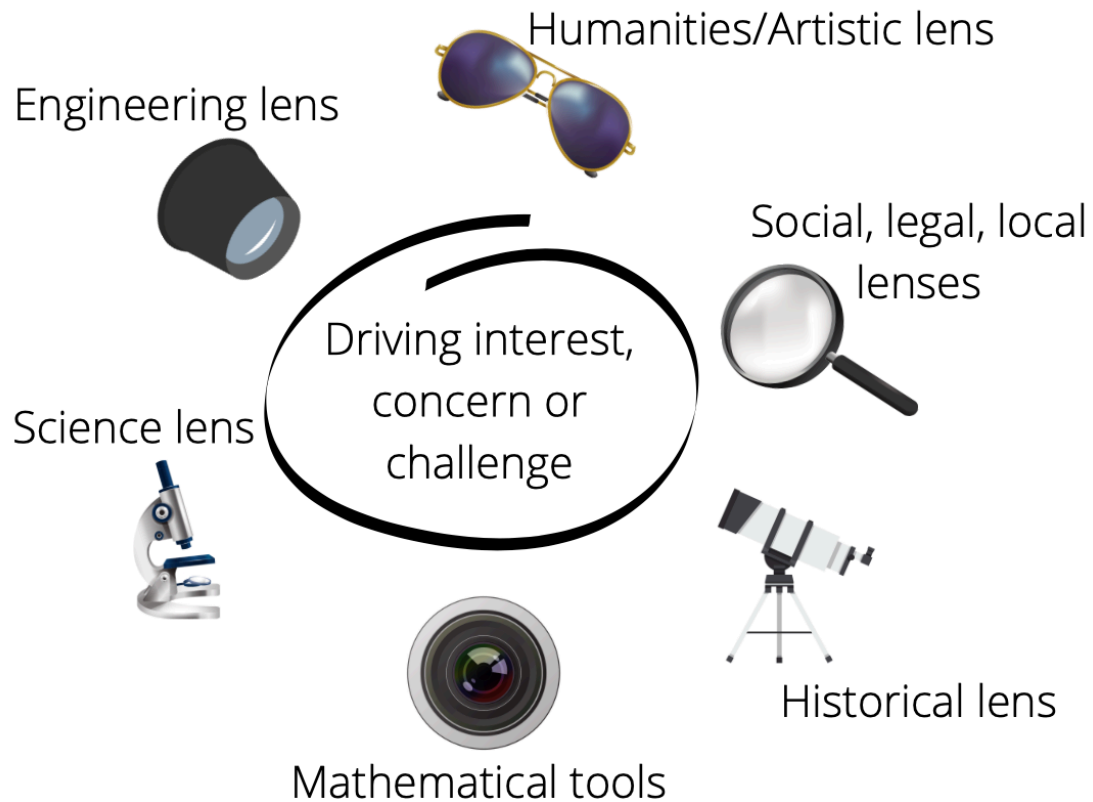 Humanities/Artistic lens
Engineering lens
Social, legal, local
lenses
Driving interest,
concern or
challenge
Science lens
Historical lens
Mathematical tools